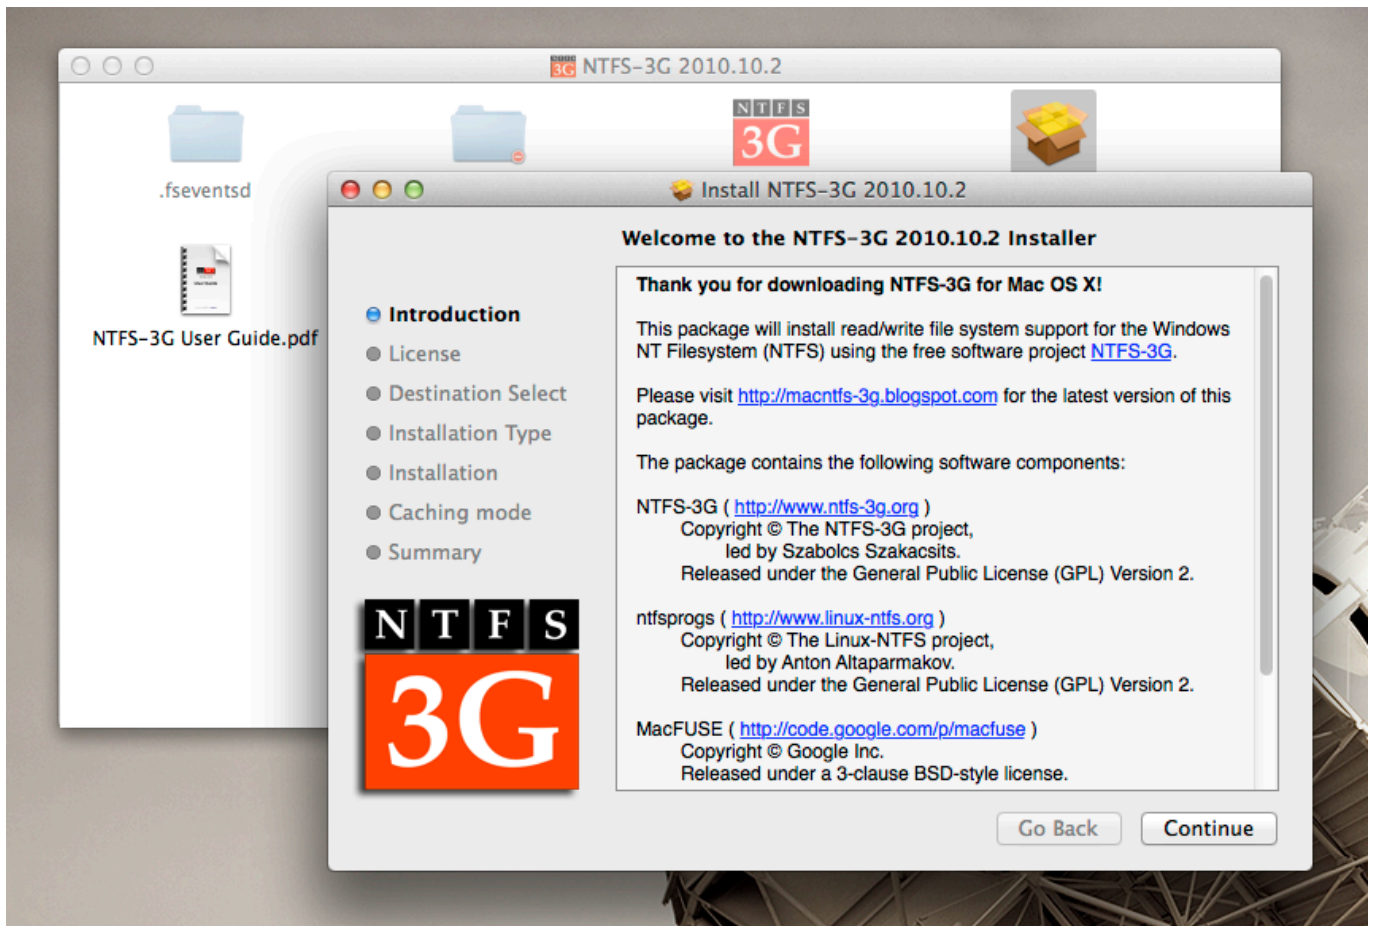 NTFS-3G 2010.10.2
NTFS
3G
.fseventsd
NTFS-3G User Guide.pdf
Install NTFS-3G 2010.10.2
Welcome to the NTFS-3G 2010.10.2 Installer
Introduction
License
Destination Select
Installation Type
Installation
Caching mode
Summary
NTFS
3G
Thank you for downloading NTFS-3G for Mac OS X!
This package will install read/write file system support for the Windows
NT Filesystem (NTFS) using the free software project NTFS-3G.
Please visit http://macntfs-3g.blogspot.com for the latest version of this
package.
The package contains the following software components:
NTFS-3G ( http://www.ntfs-3g.org )
Copyright © The NTFS-3G project,
led by Szabolcs Szakacsits.
Released under the General Public License (GPL) Version 2.
ntfsprogs ( http://www.linux-ntfs.org )
Copyright © The Linux-NTFS project,
led by Anton Altaparmakov.
Released under the General Public License (GPL) Version 2.
MacFUSE ( http://code.google.com/p/macfuse )
Copyright © Google Inc.
Released under a 3-clause BSD-style license.
Go Back
Continue